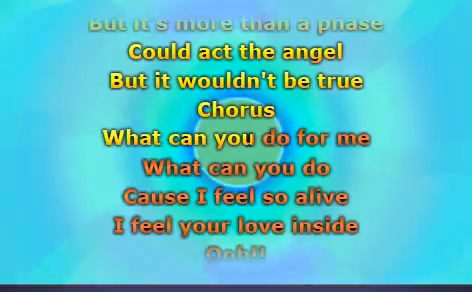 But it's more than a phase
Could act the angel
But it wouldn't be true
Chorus
What can you do for me
What can you do
Cause I feel so alive
I feel your love inside
Ooh!!